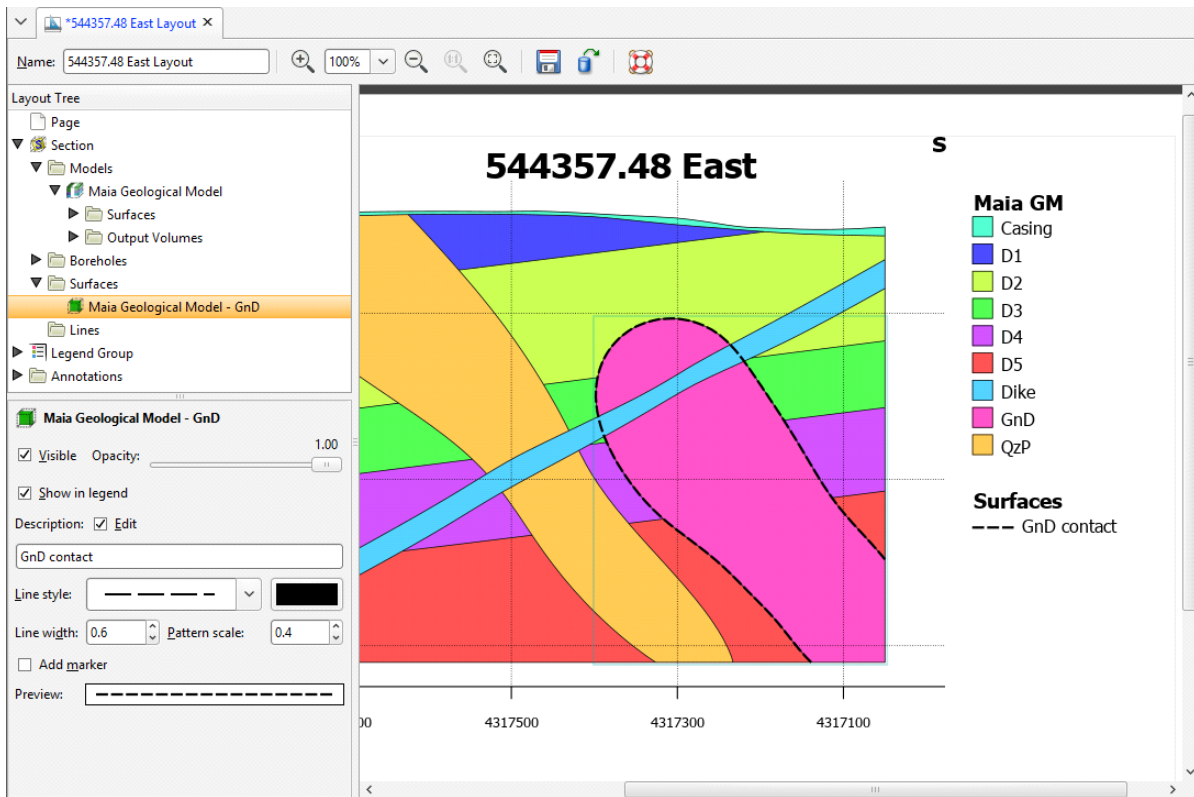 *544357.48 East Layout ×
Name: 544357.48 East Layout 100% 1:1
Layout Tree
Page
Section
Models
Maia Geological Model
Surfaces
Output Volumes
Boreholes
Surfaces
Maia Geological Model - GnD
Lines
Legend Group
Annotations
Maia Geological Model - GnD
Visible Opacity: 1.00
Show in legend
Description: Edit
GnD contact
Line style:
Line width: 0.6 Pattern scale: 0.4
Add marker
Preview:
S
544357.48 East
Maia GM
Casing
D1
D2
D3
D4
D5
Dike
GnD
QzP
Surfaces
GnD contact
4317500 4317300 4317100